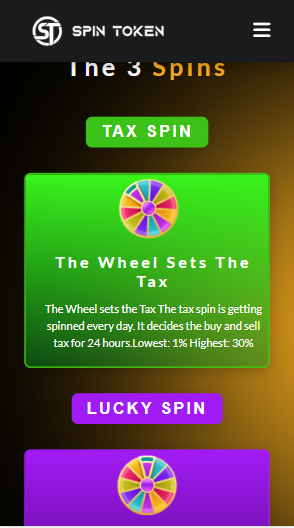 SPIN TOKEN
The 3 Spins
TAX SPIN
The Wheel Sets The
Tax
The Wheel sets the Tax The tax spin is getting
spinned every day. It decides the buy and sell
tax for 24 hours.Lowest: 1% Highest: 30%
LUCKY SPIN